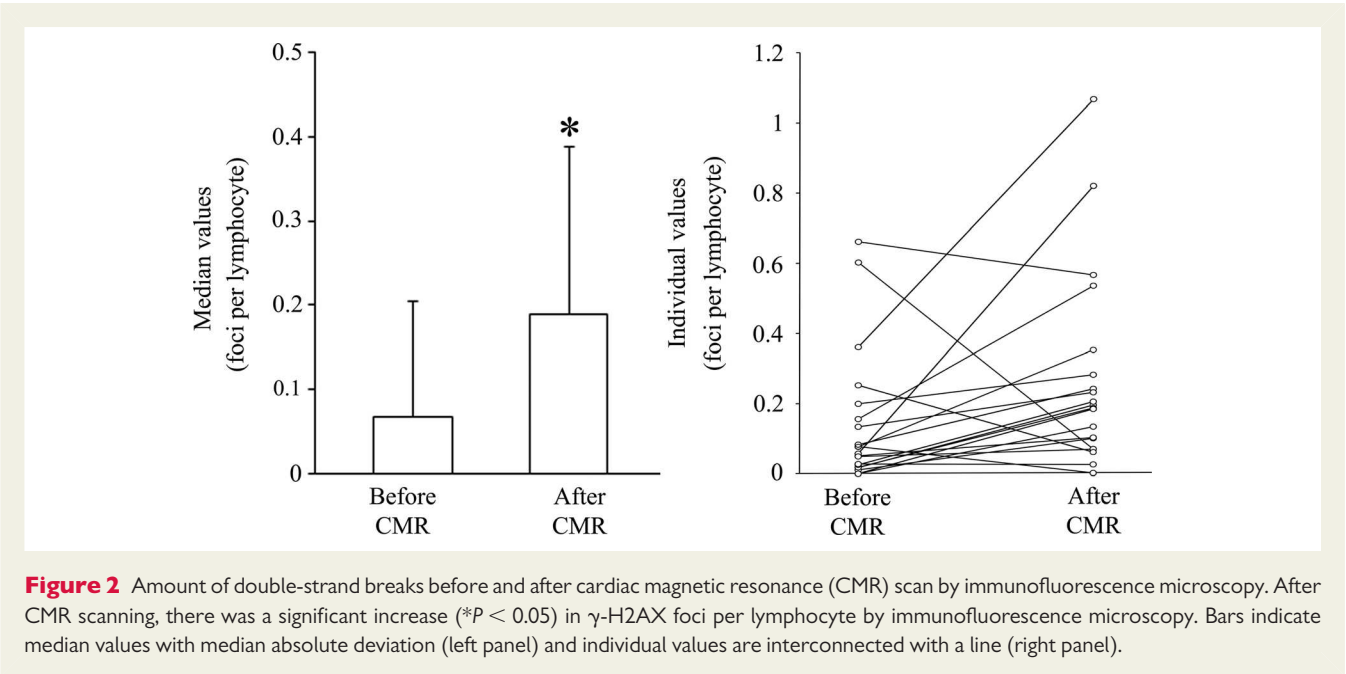 0.5
0.4
0.3
0.2
0.1
0
Median values
(foci per lymphocyte)
*
Before
CMR
After
CMR
1.2
1
0.8
0.6
0.4
0.2
0
Individual values
(foci per lymphocyte)
Before
CMR
After
CMR
Figure 2 Amount of double-strand breaks before and after cardiac magnetic resonance (CMR) scan by immunofluorescence microscopy. After
CMR scanning, there was a significant increase (*P < 0.05) in γ-H2AX foci per lymphocyte by immunofluorescence microscopy. Bars indicate
median values with median absolute deviation (left panel) and individual values are interconnected with a line (right panel).